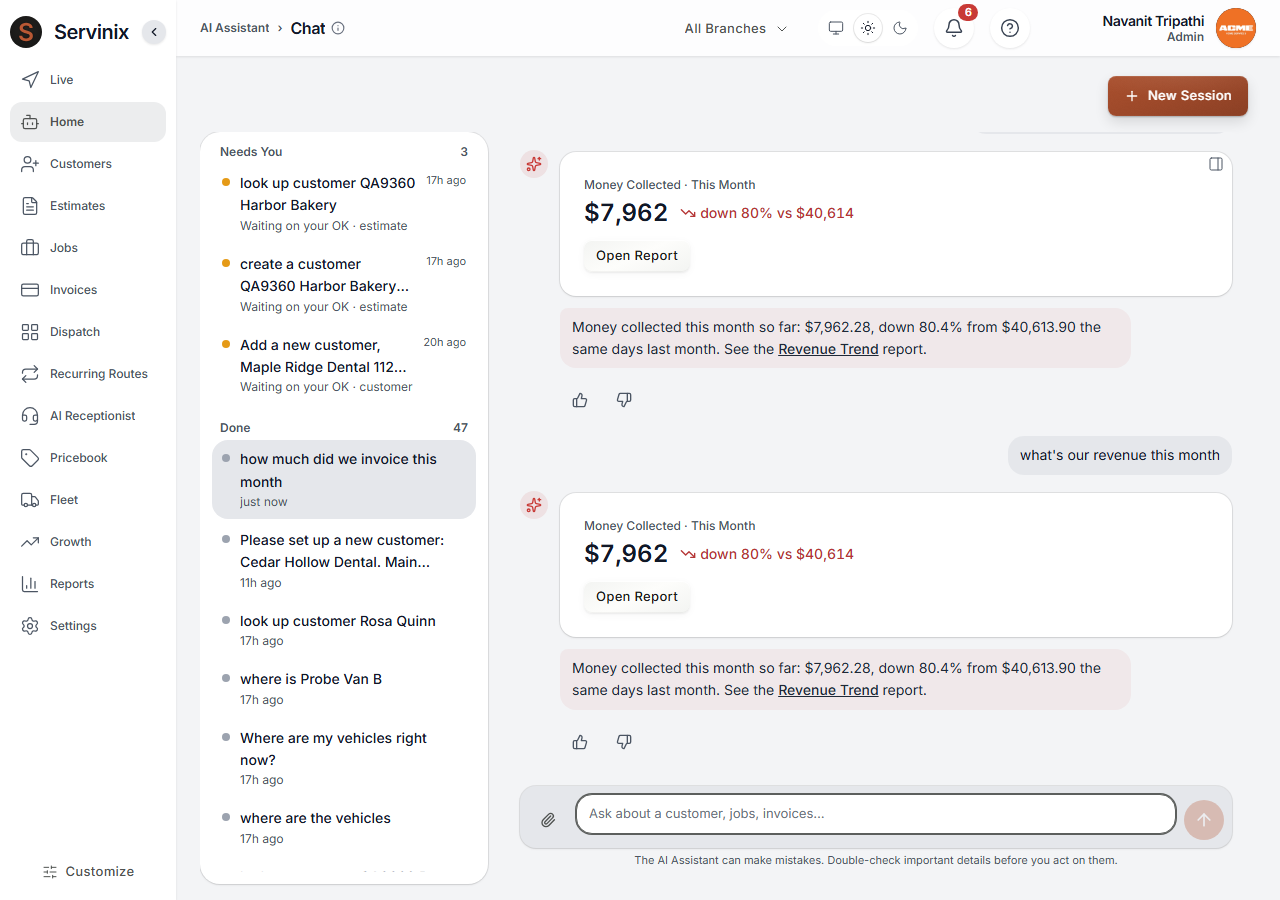 S Servinix
Live
Home
Customers
Estimates
Jobs
Invoices
Dispatch
Recurring Routes
AI Receptionist
Pricebook
Fleet
Growth
Reports
Settings
Customize
AI Assistant › Chat
All Branches
6
Navanit Tripathi
Admin
ACME
New Session
Needs You 3
look up customer QA9360 17h ago
Harbor Bakery
Waiting on your OK · estimate
create a customer 17h ago
QA9360 Harbor Bakery...
Waiting on your OK · estimate
Add a new customer, 20h ago
Maple Ridge Dental 112...
Waiting on your OK · customer
Done 47
how much did we invoice this
month
just now
Please set up a new customer:
Cedar Hollow Dental. Main...
11h ago
look up customer Rosa Quinn
17h ago
where is Probe Van B
17h ago
Where are my vehicles right
now?
17h ago
where are the vehicles
17h ago
Money Collected · This Month
$7,962 down 80% vs $40,614
Open Report
Money collected this month so far: $7,962.28, down 80.4% from $40,613.90 the
same days last month. See the Revenue Trend report.
what's our revenue this month
Money Collected · This Month
$7,962 down 80% vs $40,614
Open Report
Money collected this month so far: $7,962.28, down 80.4% from $40,613.90 the
same days last month. See the Revenue Trend report.
Ask about a customer, jobs, invoices...
The AI Assistant can make mistakes. Double-check important details before you act on them.